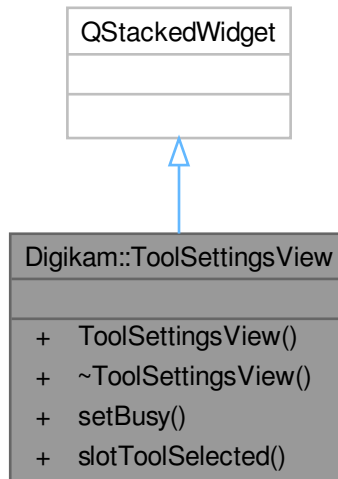 QStackedWidget
Digikam::ToolSettingsView
+ ToolSettingsView()
+ ~ToolSettingsView()
+ setBusy()
+ slotToolSelected()